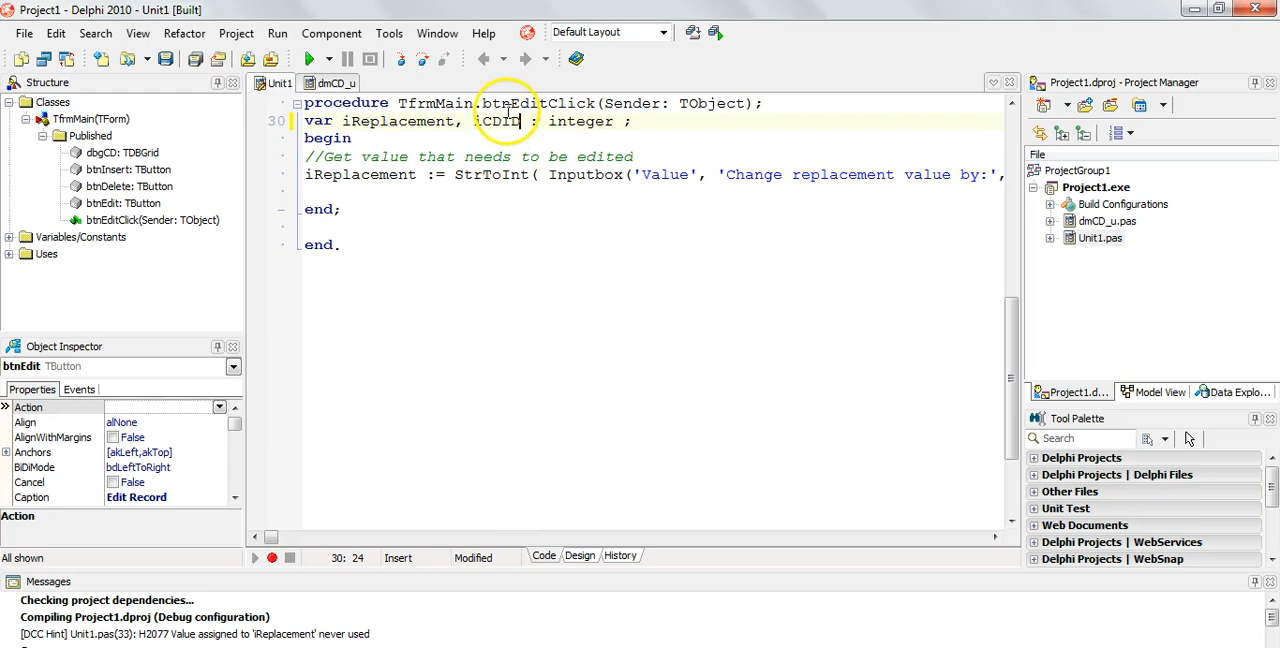 Project1 - Delphi 2010 - Unit1 [Built]
File Edit Search View Refactor Project Run Component Tools Window Help Default Layout
Structure
Classes
TfrmMain(TForm)
Published
dbgCD: TDBGrid
btnInsert: TButton
btnDelete: TButton
btnEdit: TButton
btnEditClick(Sender: TObject)
Variables/Constants
Uses
Object Inspector
btnEdit TButton
Properties Events
Action
Align alNone
AlignWithMargins False
Anchors [akLeft,akTop]
BiDiMode bdLeftToRight
Cancel False
Caption Edit Record
Action
All shown
Unit1 dmCD_u
procedure TfrmMain.btnEditClick(Sender: TObject);
30 var iReplacement, iCDID : integer ;
begin
//Get value that needs to be edited
iReplacement := StrToInt( Inputbox('Value', 'Change replacement value by:',
end;
end.
30: 24 Insert Modified Code Design History
Project1.dproj - Project Manager
File
ProjectGroup1
Project1.exe
Build Configurations
dmCD_u.pas
Unit1.pas
Project1.d... Model View Data Explo...
Tool Palette
Search
Delphi Projects
Delphi Projects | Delphi Files
Other Files
Unit Test
Web Documents
Delphi Projects | WebServices
Delphi Projects | WebSnap
Messages
Checking project dependencies...
Compiling Project1.dproj (Debug configuration)
[DCC Hint] Unit1.pas(33): H2077 Value assigned to 'iReplacement' never used